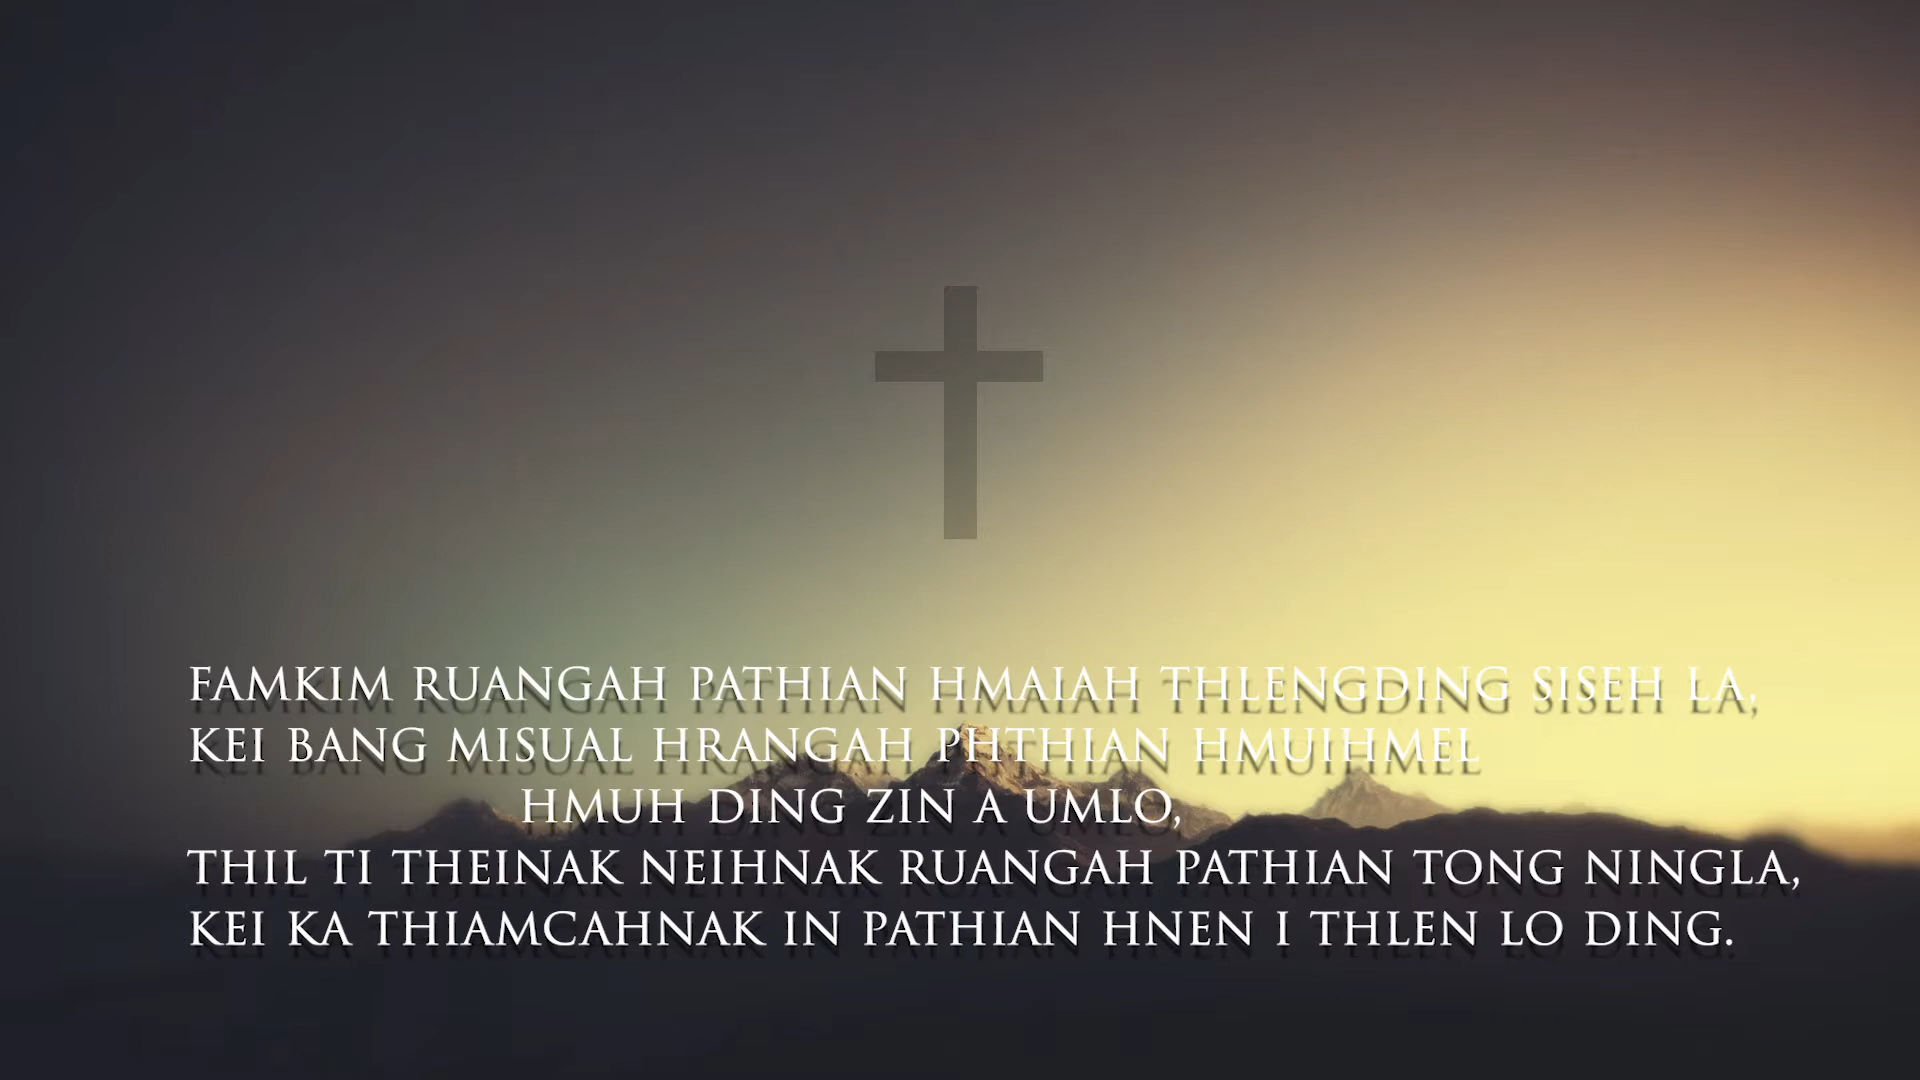 FAMKIM RUANGAH PATHIAN HMAIAH THLENGDING SISEH LA,
KEI BANG MISUAL HRANGAH PHTHIAN HMUIHMEL
HMUH DING ZIN A UMLO,
THIL TI THEINAK NEIHNAK RUANGAH PATHIAN TONG NINGLA,
KEI KA THIAMCAHNAK IN PATHIAN HNEN I THLEN LO DING.